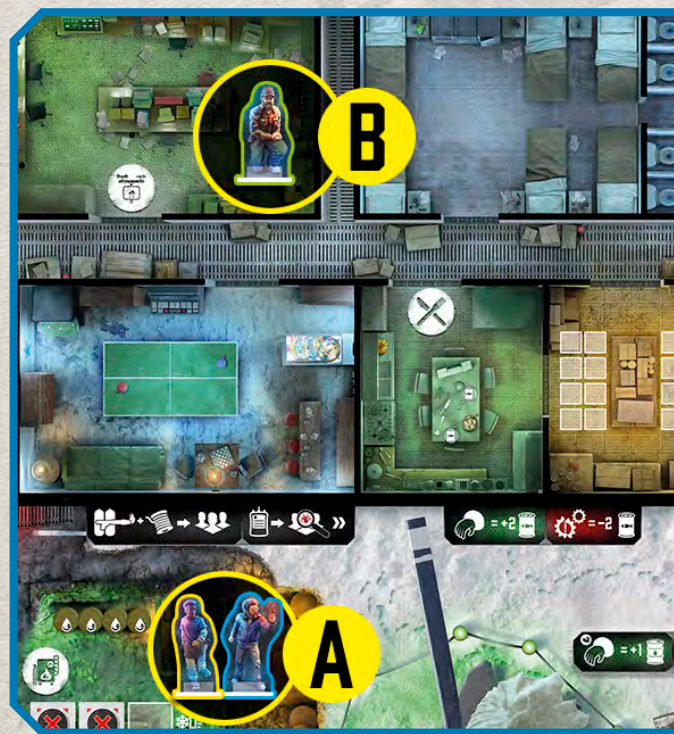 B
+
=+2
=-2
A
=+1